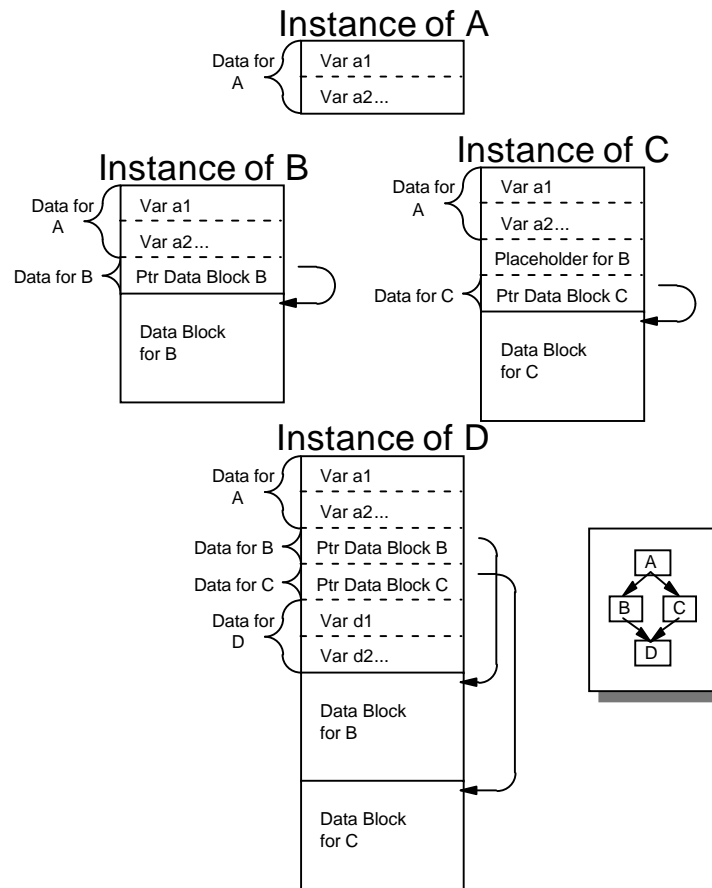 Instance of A
Data for
A
Var a1
Var a2...
Instance of B
Data for
A
Var a1
Var a2...
Data for B
Ptr Data Block B
Data Block
for B
Instance of C
Data for
A
Var a1
Var a2...
Placeholder for B
Data for C
Ptr Data Block C
Data Block
for C
Instance of D
Data for
A
Var a1
Var a2...
Data for B
Ptr Data Block B
Data for C
Ptr Data Block C
Data for
D
Var d1
Var d2...
Data Block
for B
Data Block
for C
A
B
C
D